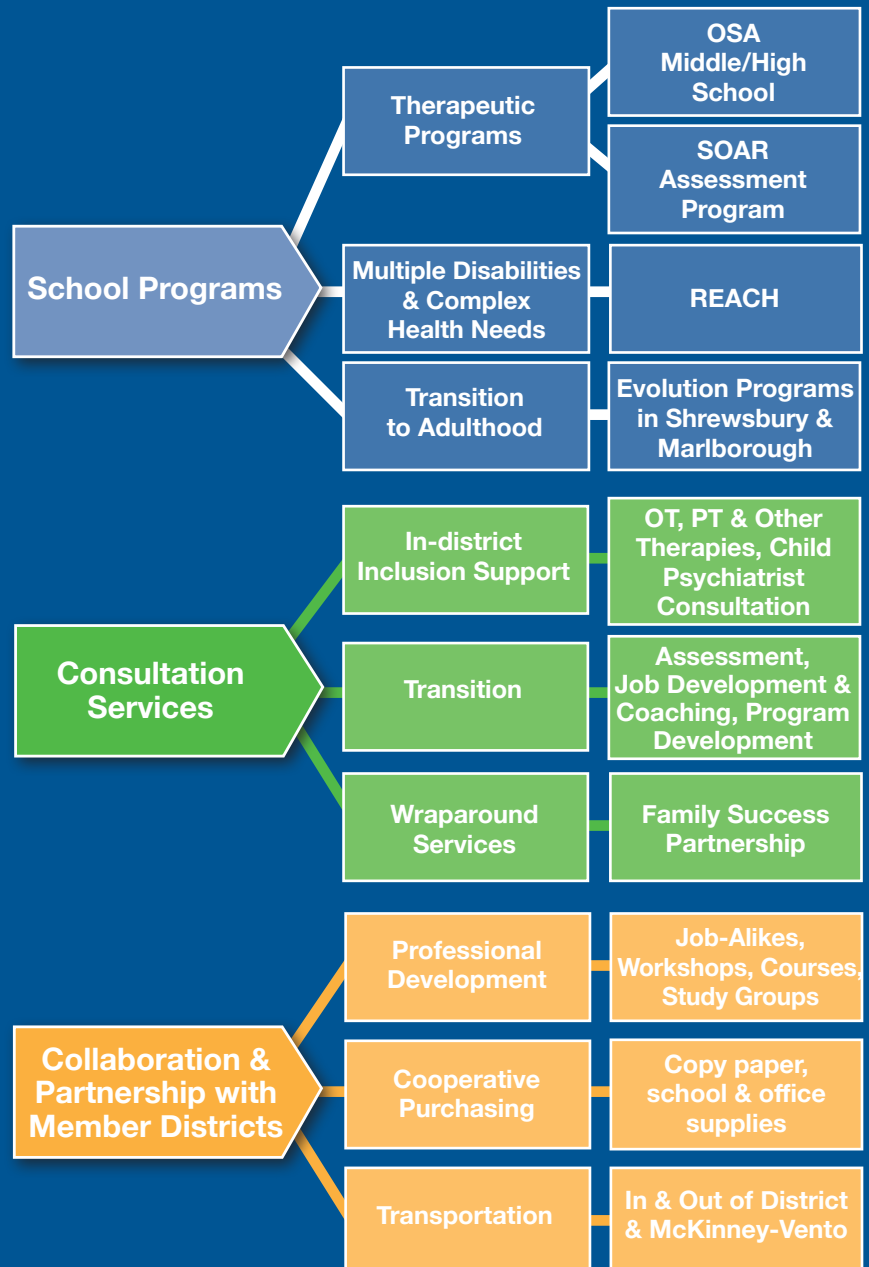 School Programs
Therapeutic
Programs
OSA
Middle/High
School
SOAR
Assessment
Program
Multiple Disabilities
& Complex
Health Needs
REACH
Transition
to Adulthood
Evolution Programs
in Shrewsbury &
Marlborough
Consultation
Services
In-district
Inclusion Support
OT, PT & Other
Therapies, Child
Psychiatrist
Consultation
Transition
Assessment,
Job Development &
Coaching, Program
Development
Wraparound
Services
Family Success
Partnership
Collaboration &
Partnership with
Member Districts
Professional
Development
Job-Alikes,
Workshops, Courses,
Study Groups
Cooperative
Purchasing
Copy paper,
school & office
supplies
Transportation
In & Out of District
& McKinney-Vento